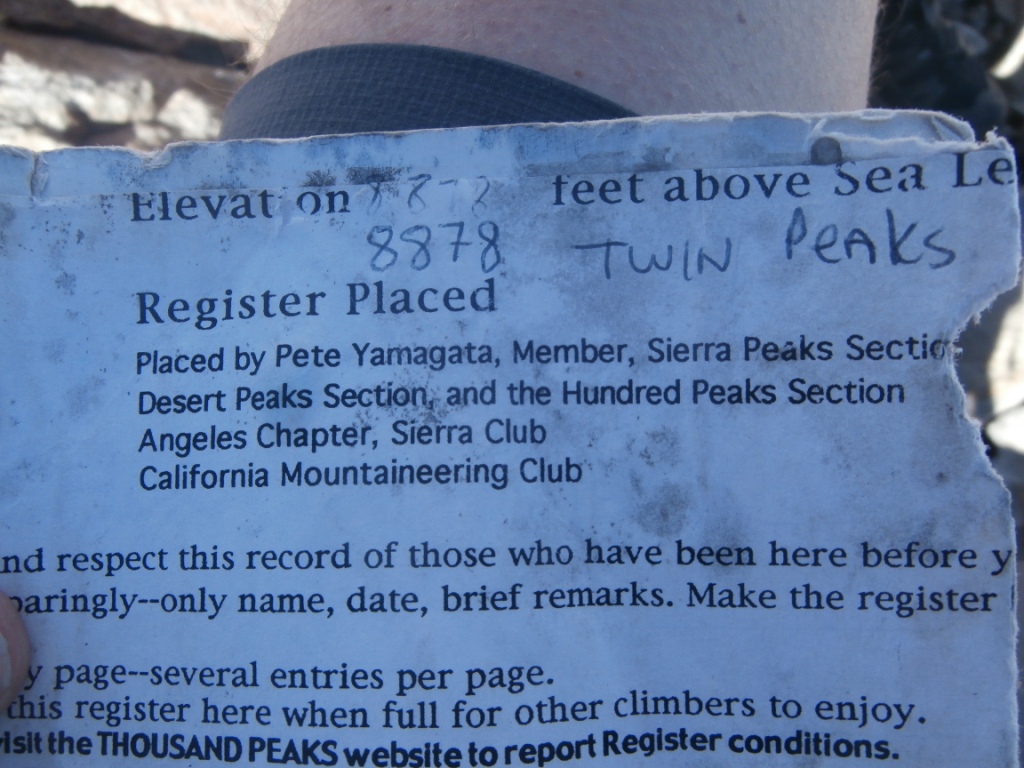 Elevation 8878 feet above Sea Le
8878 TWIN Peaks
Register Placed
Placed by Pete Yamagata, Member, Sierra Peaks Sectio
Desert Peaks Section, and the Hundred Peaks Section
Angeles Chapter, Sierra Club
California Mountaineering Club
nd respect this record of those who have been here before y
paringly--only name, date, brief remarks. Make the register
y page--several entries per page.
this register here when full for other climbers to enjoy.
visit the THOUSAND PEAKS website to report Register conditions.